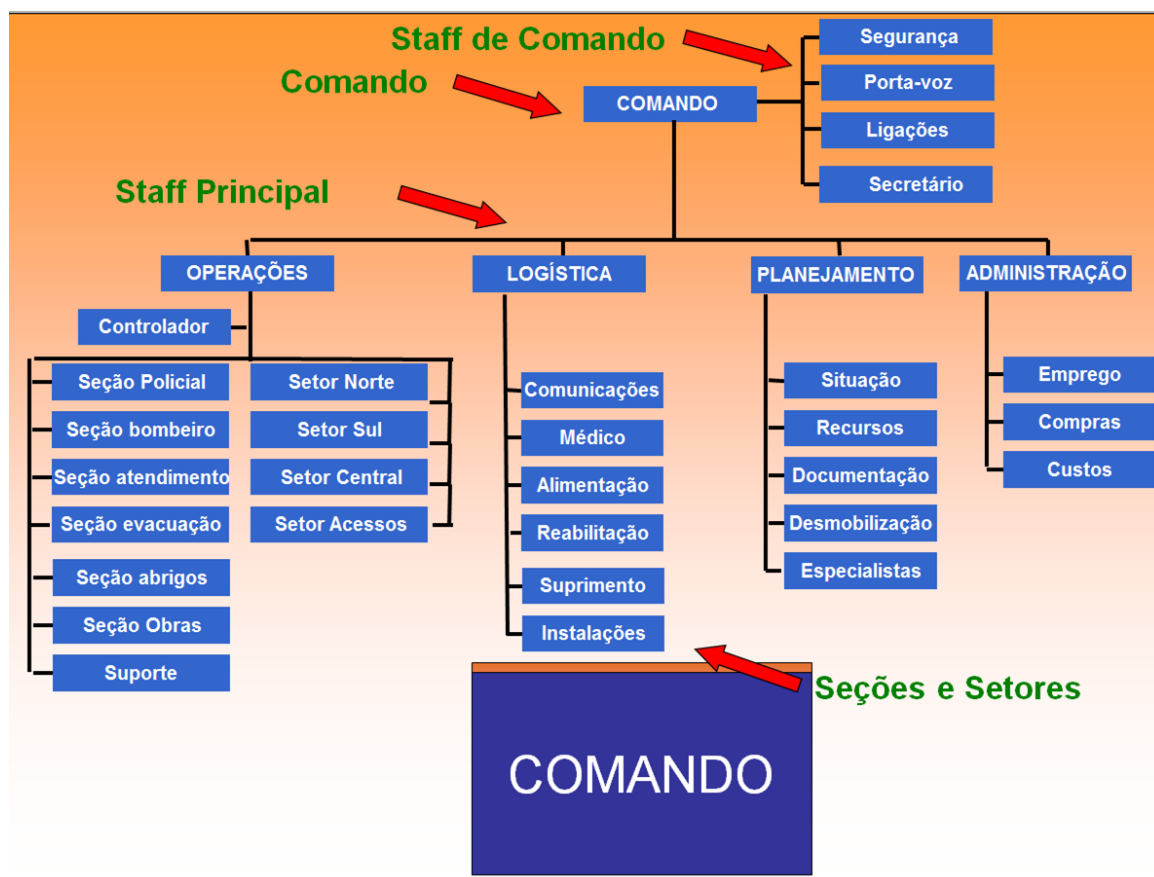 Staff de Comando
Comando
COMANDO
Segurança
Porta-voz
Ligações
Secretário
Staff Principal
OPERAÇÕES
LOGÍSTICA
PLANEJAMENTO
ADMINISTRAÇÃO
Controlador
Seção Policial
Seção bombeiro
Seção atendimento
Seção evacuação
Seção abrigos
Seção Obras
Suporte
Setor Norte
Setor Sul
Setor Central
Setor Acessos
Comunicações
Médico
Alimentação
Reabilitação
Suprimento
Instalações
Situação
Recursos
Documentação
Desmobilização
Especialistas
Emprego
Compras
Custos
Seções e Setores
COMANDO